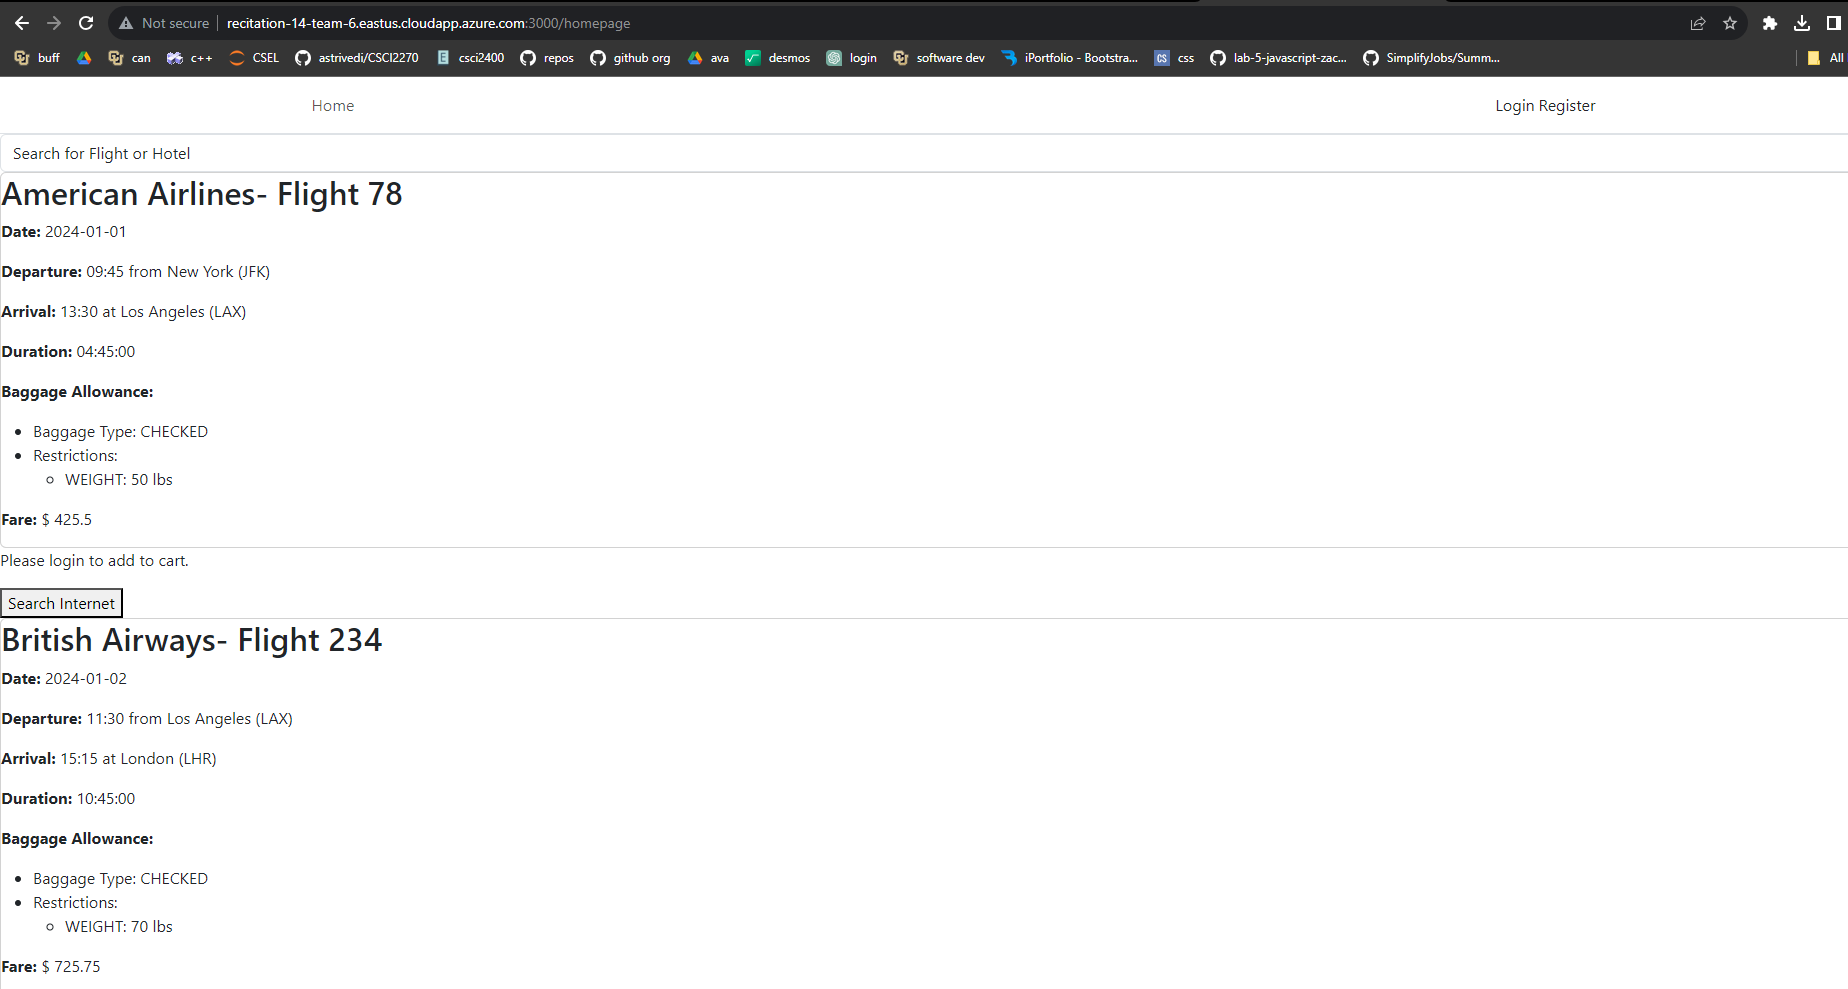 Not secure recitation-14-team-6.eastus.cloudapp.azure.com:3000/homepage
buff can c++ CSEL astrivedi/CSCI2270 csci2400 repos github org ava desmos login software dev iPortfolio - Bootstra... css lab-5-javascript-zac... SimplifyJobs/Summ... All
Home Login Register
Search for Flight or Hotel
American Airlines- Flight 78
Date: 2024-01-01
Departure: 09:45 from New York (JFK)
Arrival: 13:30 at Los Angeles (LAX)
Duration: 04:45:00
Baggage Allowance:
Baggage Type: CHECKED
Restrictions:
WEIGHT: 50 lbs
Fare: $ 425.5
Please login to add to cart.
Search Internet
British Airways- Flight 234
Date: 2024-01-02
Departure: 11:30 from Los Angeles (LAX)
Arrival: 15:15 at London (LHR)
Duration: 10:45:00
Baggage Allowance:
Baggage Type: CHECKED
Restrictions:
WEIGHT: 70 lbs
Fare: $ 725.75